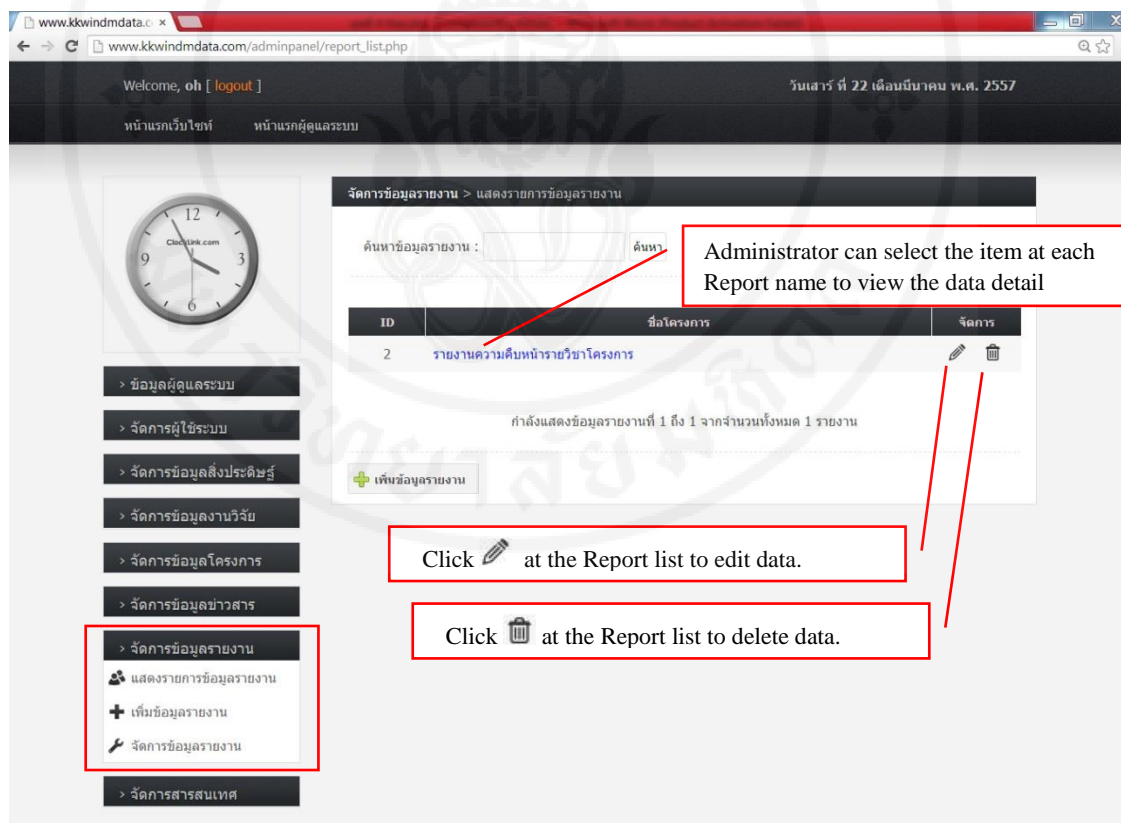 www.kkwindmdata.c
www.kkwindmdata.com/adminpanel/report_list.php
Welcome, oh [ logout ]
วันเสาร์ ที่ 22 เดือนมีนาคม พ.ศ. 2557
หน้าแรกเว็บไซท์ หน้าแรกผู้ดูแลระบบ
12
ClockLink.com
9 3
6
จัดการข้อมูลรายงาน > แสดงรายการข้อมูลรายงาน
ค้นหาข้อมูลรายงาน : ค้นหา
Administrator can select the item at each
Report name to view the data detail
ID ชื่อโครงการ จัดการ
2 รายงานความคืบหน้ารายวิชาโครงการ
กำลังแสดงข้อมูลรายงานที่ 1 ถึง 1 จากจำนวนทั้งหมด 1 รายงาน
เพิ่มข้อมูลรายงาน
Click at the Report list to edit data.
Click at the Report list to delete data.
> ข้อมูลผู้ดูแลระบบ
> จัดการผู้ใช้ระบบ
> จัดการข้อมูลสิ่งประดิษฐ์
> จัดการข้อมูลงานวิจัย
> จัดการข้อมูลโครงการ
> จัดการข้อมูลข่าวสาร
> จัดการข้อมูลรายงาน
แสดงรายการข้อมูลรายงาน
เพิ่มข้อมูลรายงาน
จัดการข้อมูลรายงาน
> จัดการสารสนเทศ